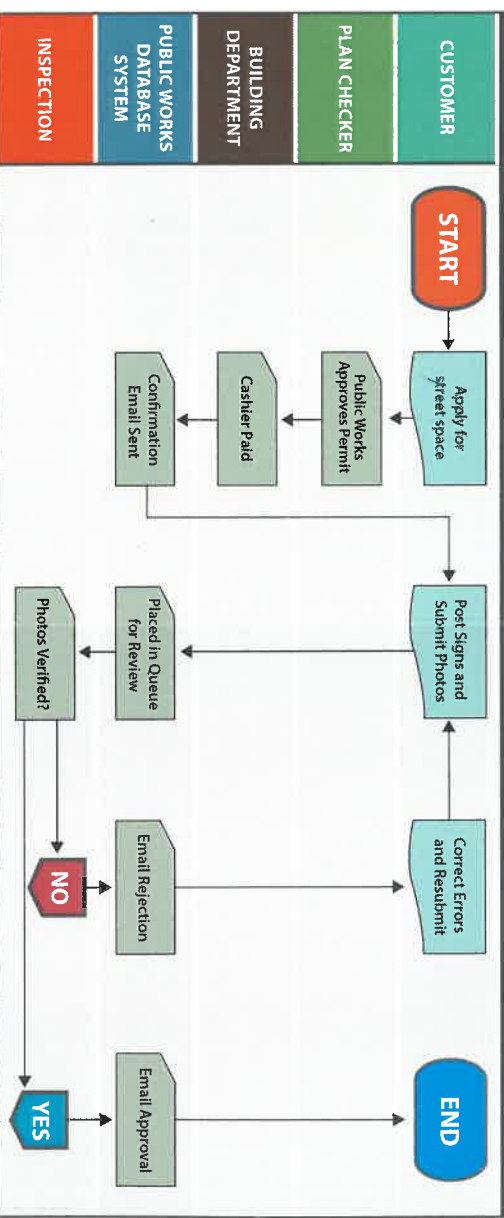 CUSTOMER
START
Apply for
street space
Post Signs and
Submit Photos
Correct Errors
and Resubmit
END
PLAN CHECKER
Public Works
Approves Permit
BUILDING
DEPARTMENT
Cashier Paid
PUBLIC WORKS
DATABASE
SYSTEM
Confirmation
Email Sent
Placed in Queue
for Review
Email Rejection
Email Approval
INSPECTION
Photos Verified?
NO
YES